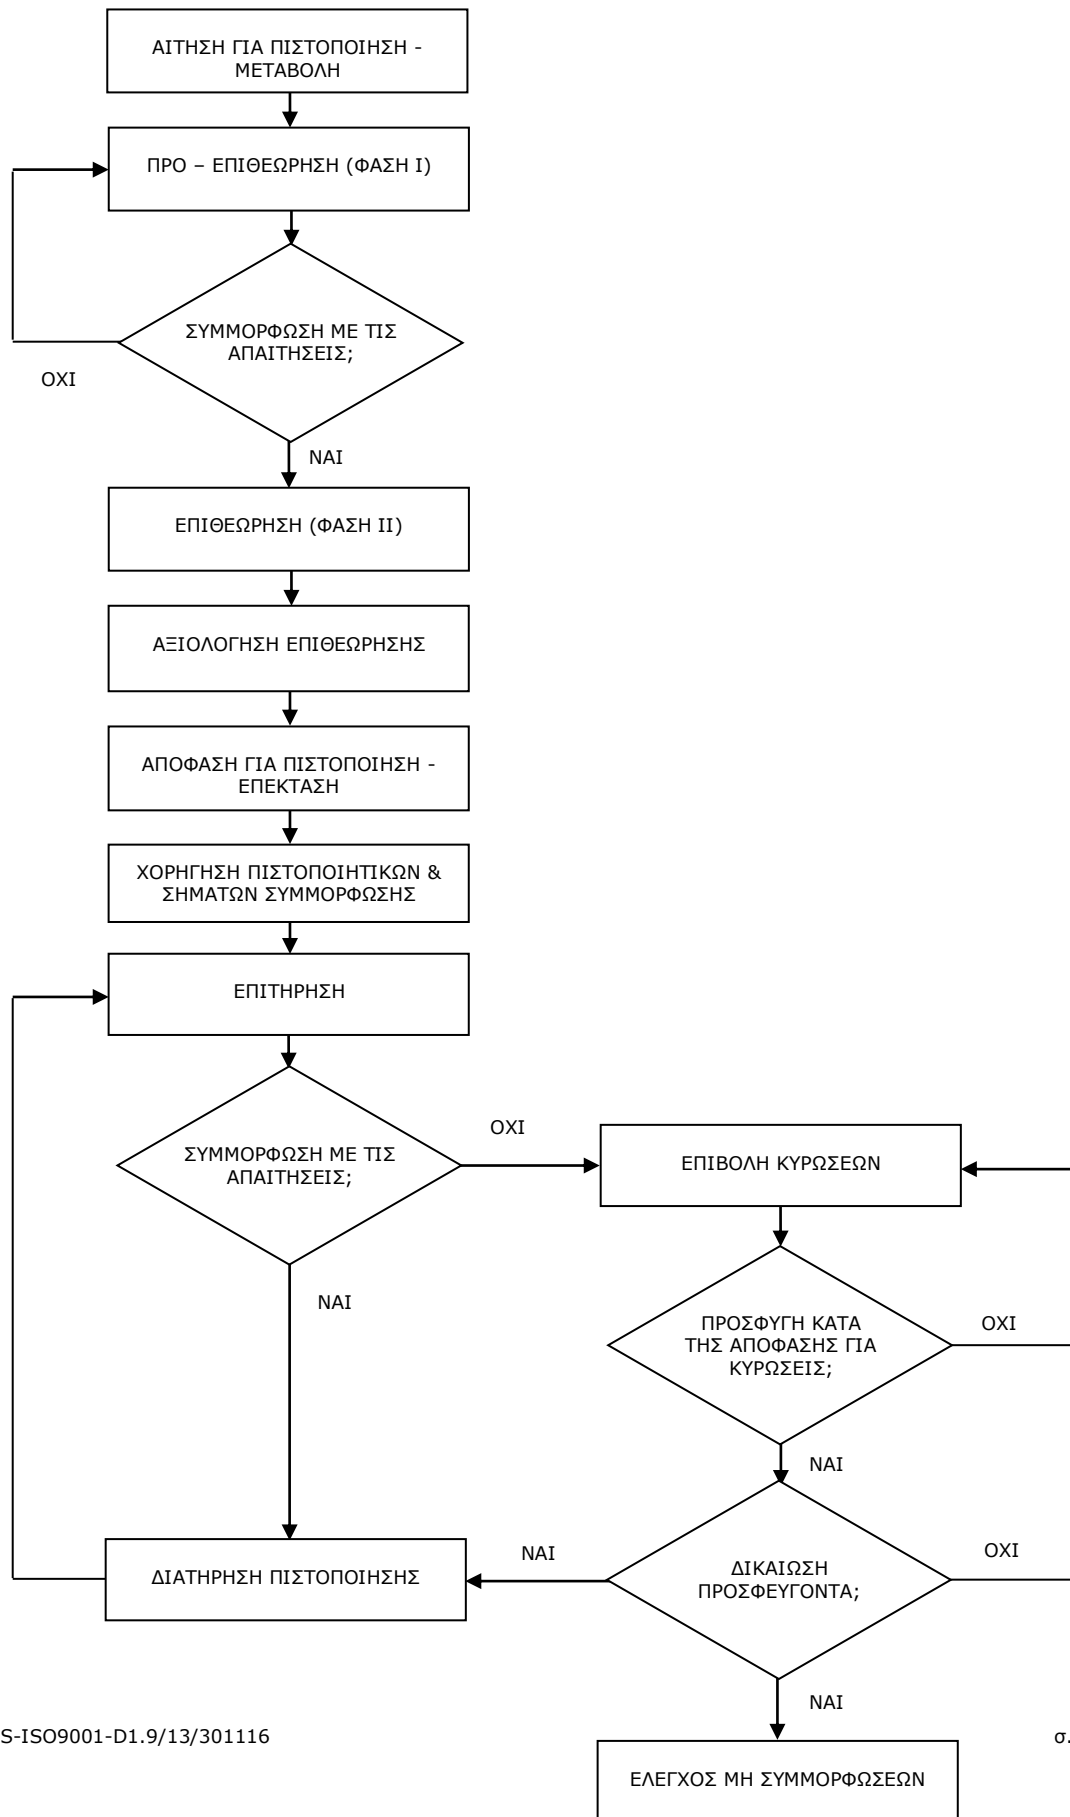 ΑΙΤΗΣΗ ΓΙΑ ΠΙΣΤΟΠΟΙΗΣΗ -
ΜΕΤΑΒΟΛΗ
ΠΡΟ – ΕΠΙΘΕΩΡΗΣΗ (ΦΑΣΗ Ι)
ΣΥΜΜΟΡΦΩΣΗ ΜΕ ΤΙΣ
ΑΠΑΙΤΗΣΕΙΣ;
ΟΧΙ
ΝΑΙ
ΕΠΙΘΕΩΡΗΣΗ (ΦΑΣΗ ΙΙ)
ΑΞΙΟΛΟΓΗΣΗ ΕΠΙΘΕΩΡΗΣΗΣ
ΑΠΟΦΑΣΗ ΓΙΑ ΠΙΣΤΟΠΟΙΗΣΗ -
ΕΠΕΚΤΑΣΗ
ΧΟΡΗΓΗΣΗ ΠΙΣΤΟΠΟΙΗΤΙΚΩΝ &
ΣΗΜΑΤΩΝ ΣΥΜΜΟΡΦΩΣΗΣ
ΕΠΙΤΗΡΗΣΗ
ΣΥΜΜΟΡΦΩΣΗ ΜΕ ΤΙΣ
ΑΠΑΙΤΗΣΕΙΣ;
ΟΧΙ
ΕΠΙΒΟΛΗ ΚΥΡΩΣΕΩΝ
ΝΑΙ
ΠΡΟΣΦΥΓΗ ΚΑΤΑ
ΤΗΣ ΑΠΟΦΑΣΗΣ ΓΙΑ
ΚΥΡΩΣΕΙΣ;
ΟΧΙ
ΝΑΙ
ΔΙΑΤΗΡΗΣΗ ΠΙΣΤΟΠΟΙΗΣΗΣ
ΝΑΙ
ΔΙΚΑΙΩΣΗ
ΠΡΟΣΦΕΥΓΟΝΤΑ;
ΟΧΙ
ΝΑΙ
S-ISO9001-D1.9/13/301116
σ.
ΕΛΕΓΧΟΣ ΜΗ ΣΥΜΜΟΡΦΩΣΕΩΝ